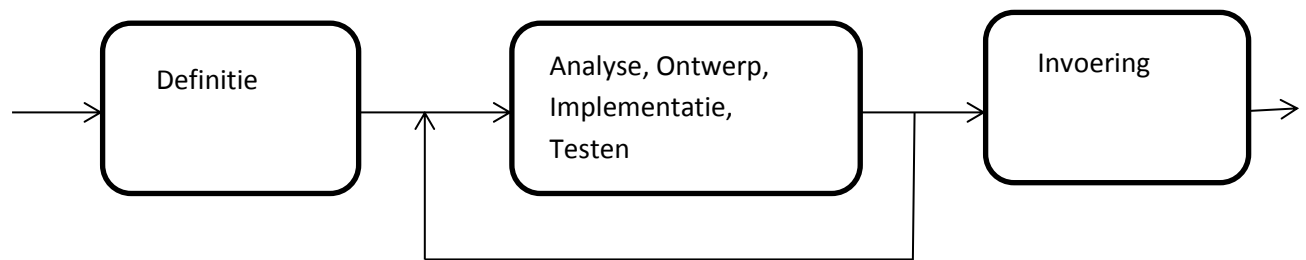 Definitie
Analyse, Ontwerp,
Implementatie,
Testen
Invoering